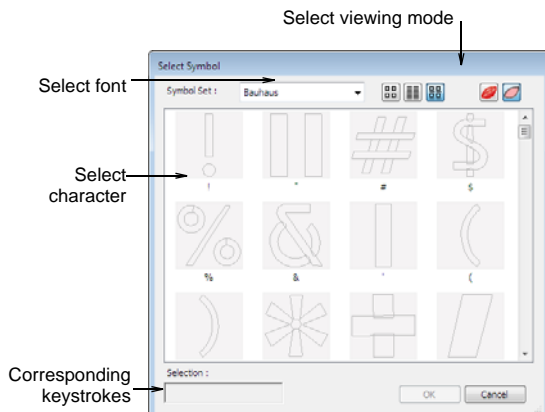 Select viewing mode
Select Symbol
Select font
Symbol Set :
Bauhaus
Select
character
!
"
#
$
%
&
'
(
Selection :
Corresponding
keystrokes
OK
Cancel